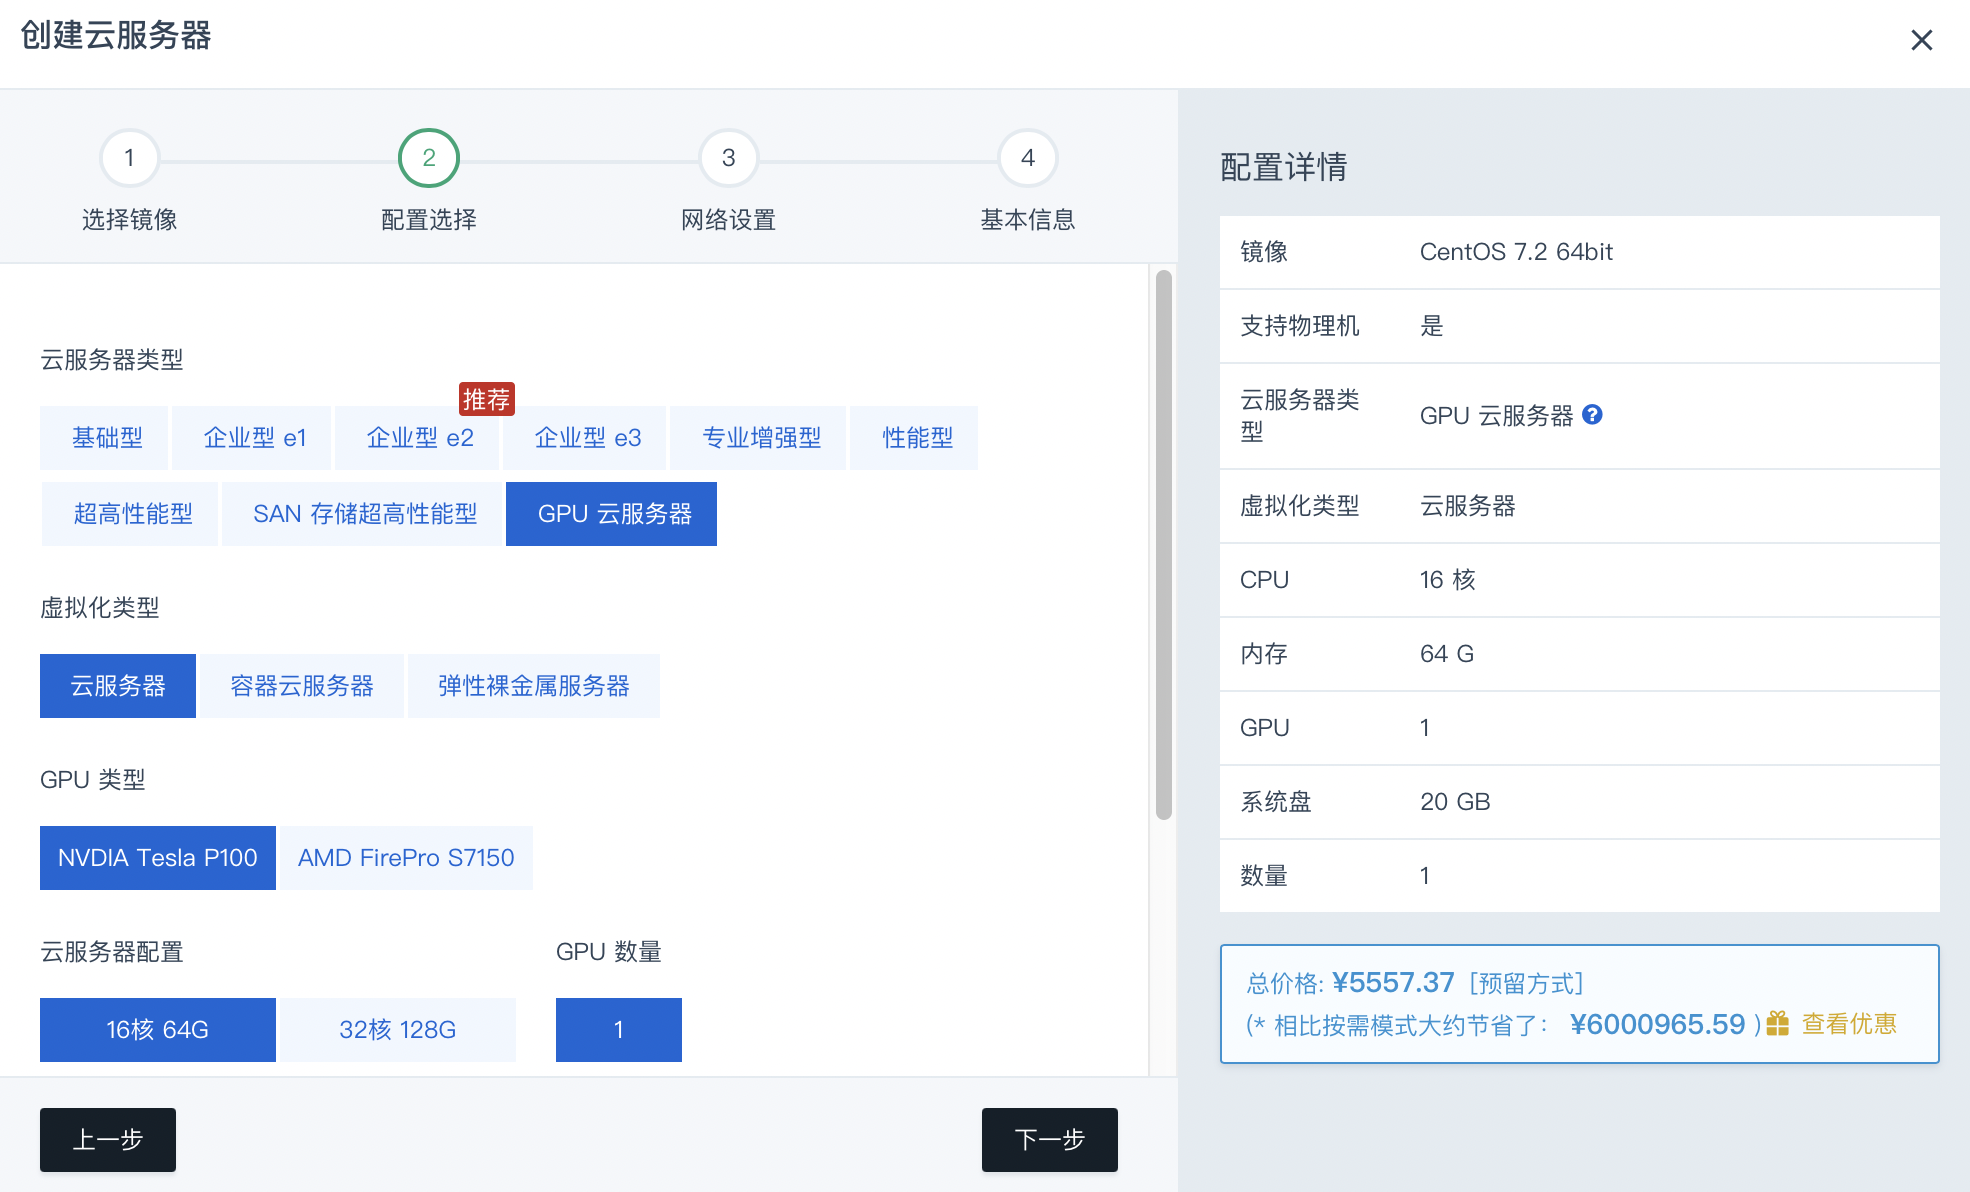 创建云服务器
1
2
3
4
选择镜像
配置选择
网络设置
基本信息
云服务器类型
推荐
基础型
企业型 e1
企业型 e2
企业型 e3
专业增强型
性能型
超高性能型
SAN 存储超高性能型
GPU 云服务器
虚拟化类型
云服务器
容器云服务器
弹性裸金属服务器
GPU 类型
NVDIA Tesla P100
AMD FirePro S7150
云服务器配置
GPU 数量
16核 64G
32核 128G
1
上一步
下一步
配置详情
镜像 CentOS 7.2 64bit
支持物理机 是
云服务器类
型
GPU 云服务器 ?
虚拟化类型 云服务器
CPU 16 核
内存 64 G
GPU 1
系统盘 20 GB
数量 1
总价格: ¥5557.37 [预留方式]
(* 相比按需模式大约节省了： ¥6000965.59 ) 查看优惠